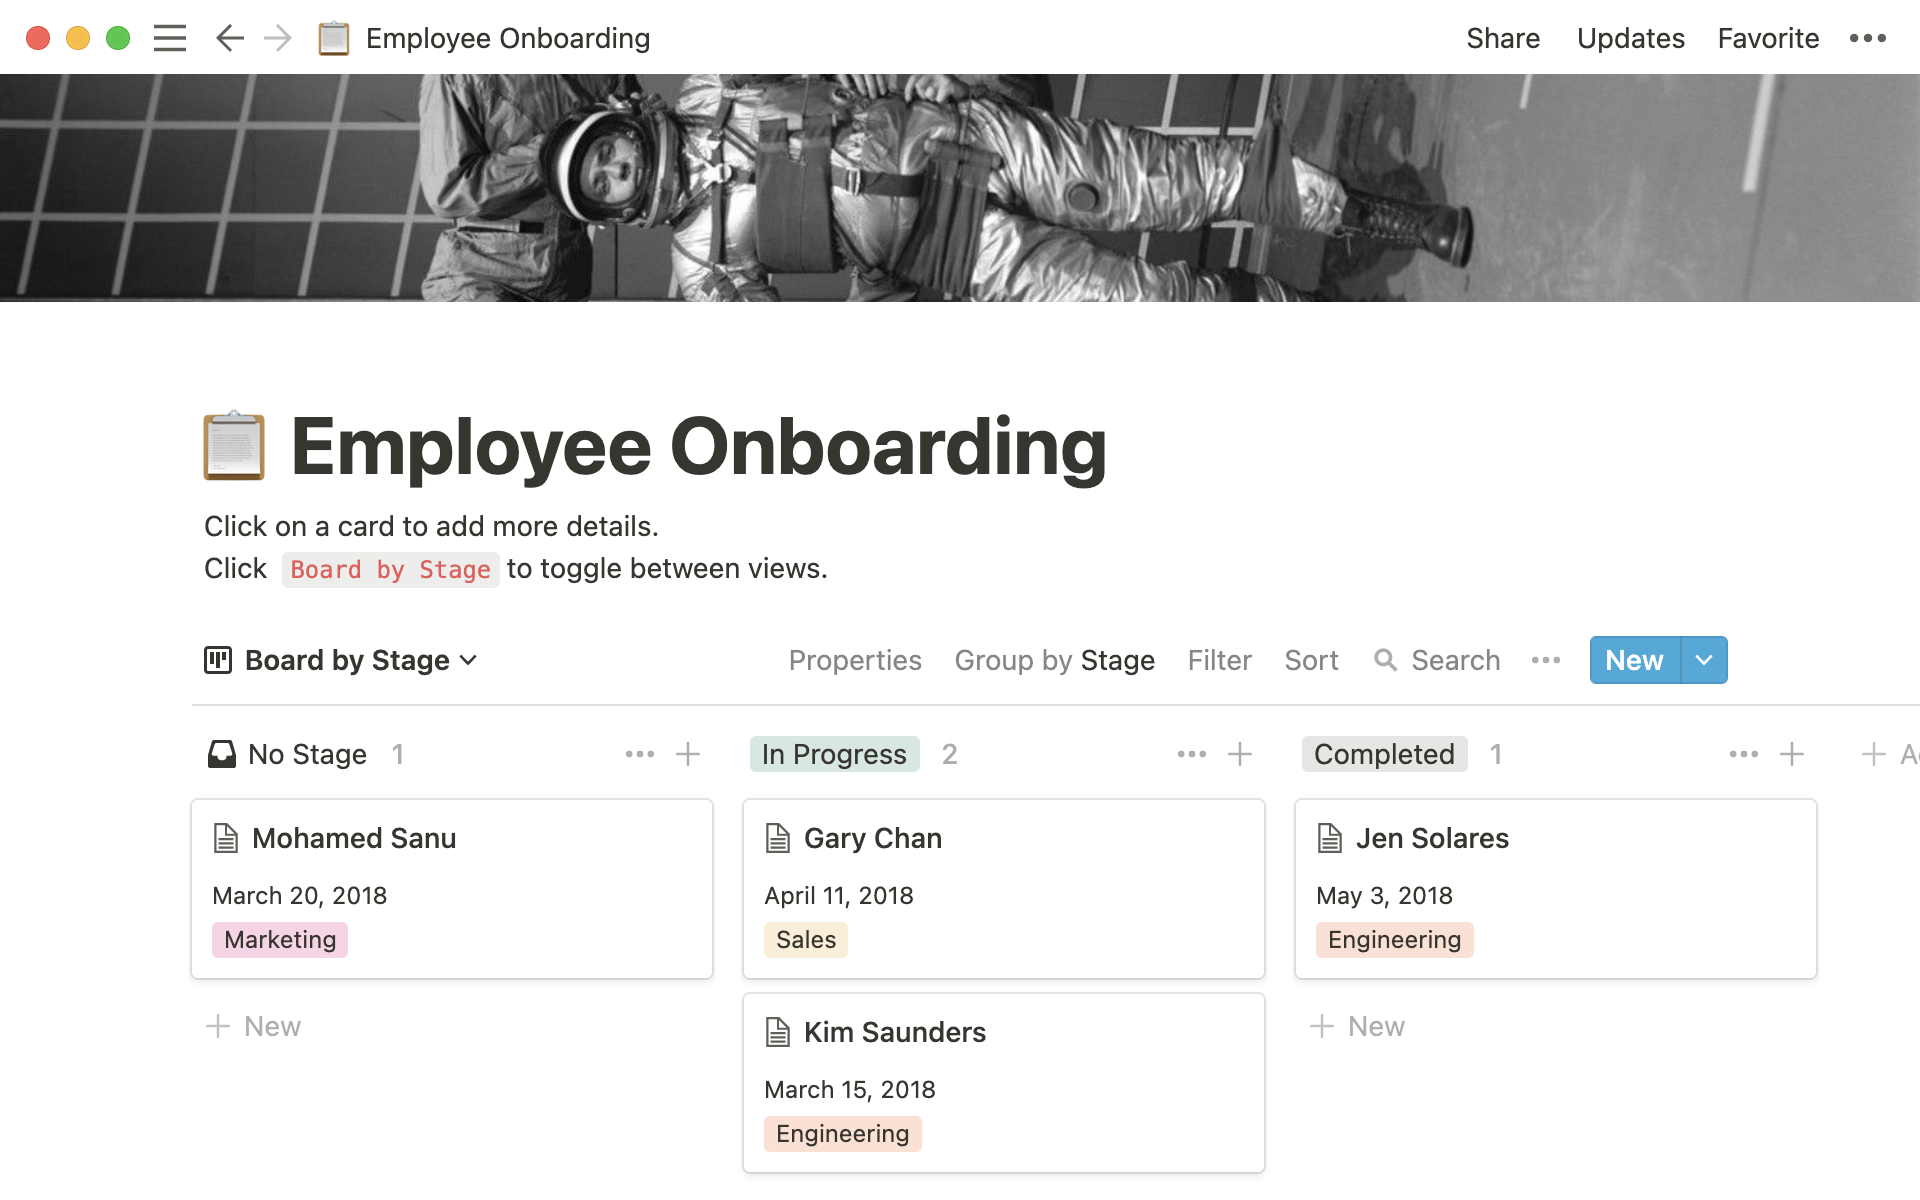 Employee Onboarding
Share Updates Favorite
Employee Onboarding
Click on a card to add more details.
Click Board by Stage to toggle between views.
Board by Stage Properties Group by Stage Filter Sort Search New
No Stage 1 In Progress 2 Completed 1
Mohamed Sanu
March 20, 2018
Marketing
New
Gary Chan
April 11, 2018
Sales
Kim Saunders
March 15, 2018
Engineering
Jen Solares
May 3, 2018
Engineering
New